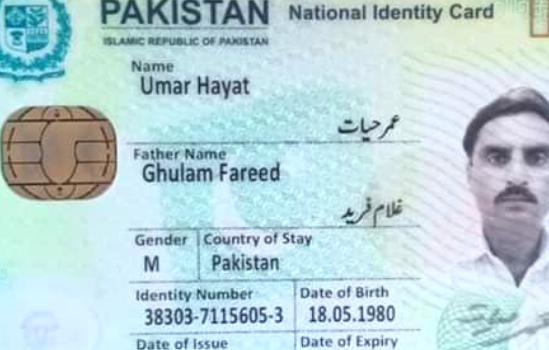 PAKISTAN National Identity Card
ISLAMIC REPUBLIC OF PAKISTAN
Name
Umar Hayat
عمر حیات
Father Name
Ghulam Fareed
غلام فرید
Gender Country of Stay
M Pakistan
Identity Number Date of Birth
38303-7115605-3 18.05.1980
Date of Issue Date of Expiry